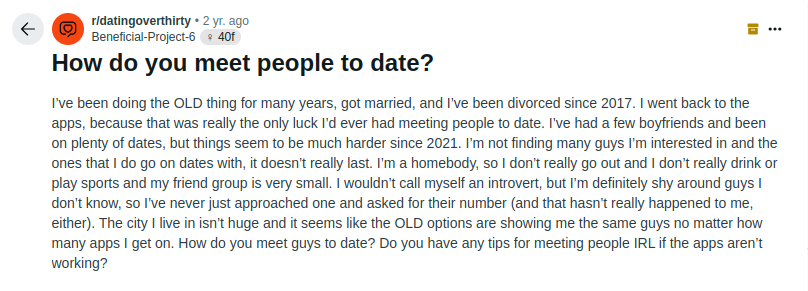 r/datingoverthirty • 2 yr. ago
Beneficial-Project-6 ♀ 40f
How do you meet people to date?
I've been doing the OLD thing for many years, got married, and I've been divorced since 2017. I went back to the
apps, because that was really the only luck I'd ever had meeting people to date. I've had a few boyfriends and been
on plenty of dates, but things seem to be much harder since 2021. I'm not finding many guys I'm interested in and the
ones that I do go on dates with, it doesn't really last. I'm a homebody, so I don't really go out and I don't really drink or
play sports and my friend group is very small. I wouldn't call myself an introvert, but I'm definitely shy around guys I
don't know, so I've never just approached one and asked for their number (and that hasn't really happened to me,
either). The city I live in isn't huge and it seems like the OLD options are showing me the same guys no matter how
many apps I get on. How do you meet guys to date? Do you have any tips for meeting people IRL if the apps aren't
working?